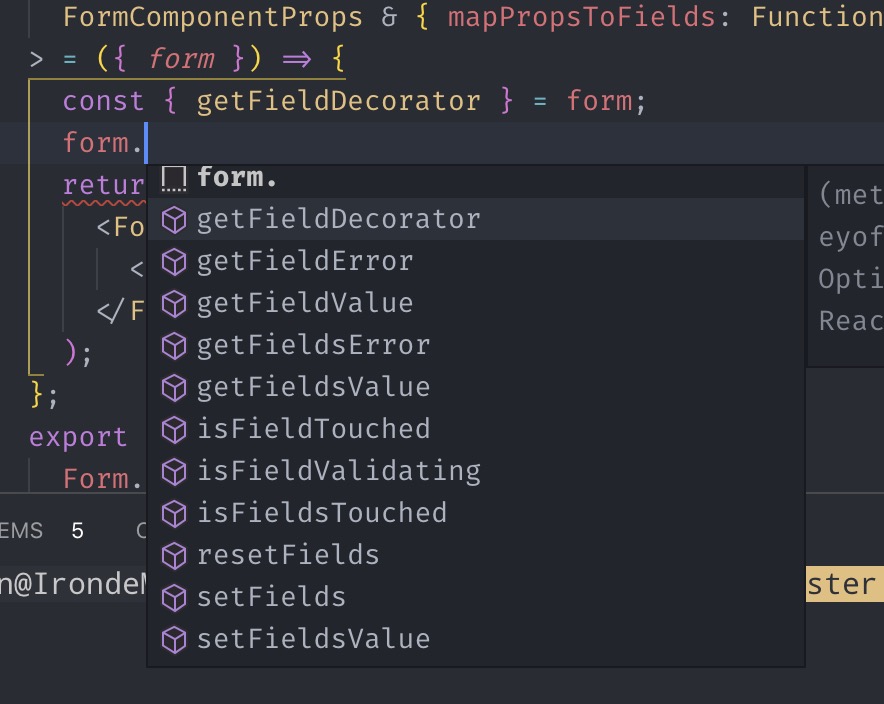 FormComponentProps & { mapPropsToFields: Function
> = ({ form }) => {
const { getFieldDecorator } = form;
form.
retur
<Fo
<
</F
);
};
export
Form.
form.
getFieldDecorator
getFieldError
getFieldValue
getFieldsError
getFieldsValue
isFieldTouched
isFieldValidating
isFieldsTouched
resetFields
setFields
setFieldsValue
(met
eyof
Opti
Reac
EMS 5
n@Ironde
ster